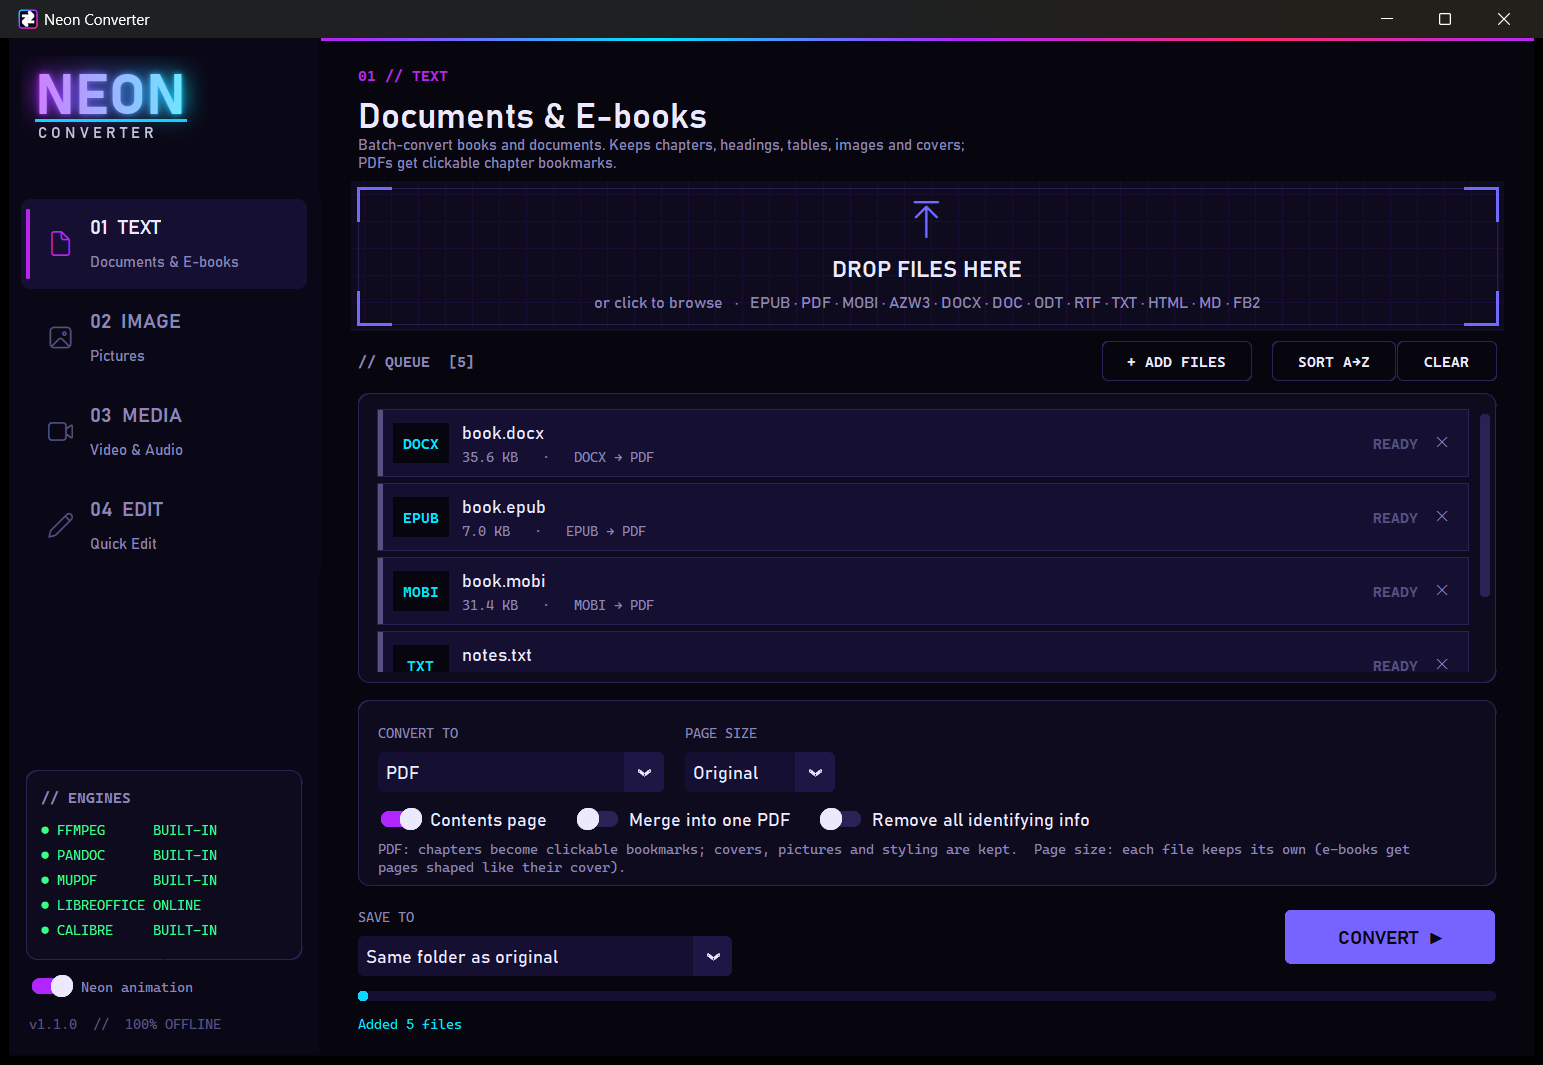 Neon Converter
NEON
CONVERTER
01 TEXT
Documents & E-books
02 IMAGE
Pictures
03 MEDIA
Video & Audio
04 EDIT
Quick Edit
// ENGINES
FFMPEG BUILT-IN
PANDOC BUILT-IN
MUPDF BUILT-IN
LIBREOFFICE ONLINE
CALIBRE BUILT-IN
Neon animation
v1.1.0 // 100% OFFLINE
01 // TEXT
Documents & E-books
Batch-convert books and documents. Keeps chapters, headings, tables, images and covers;
PDFs get clickable chapter bookmarks.
DROP FILES HERE
or click to browse · EPUB · PDF · MOBI · AZW3 · DOCX · DOC · ODT · RTF · TXT · HTML · MD · FB2
// QUEUE [5]
+ ADD FILES
SORT A→Z
CLEAR
DOCX
book.docx
35.6 KB · DOCX → PDF
READY
EPUB
book.epub
7.0 KB · EPUB → PDF
READY
MOBI
book.mobi
31.4 KB · MOBI → PDF
READY
TXT
notes.txt
READY
CONVERT TO
PAGE SIZE
PDF
Original
Contents page
Merge into one PDF
Remove all identifying info
PDF: chapters become clickable bookmarks; covers, pictures and styling are kept. Page size: each file keeps its own (e-books get
pages shaped like their cover).
SAVE TO
Same folder as original
CONVERT ▶
Added 5 files